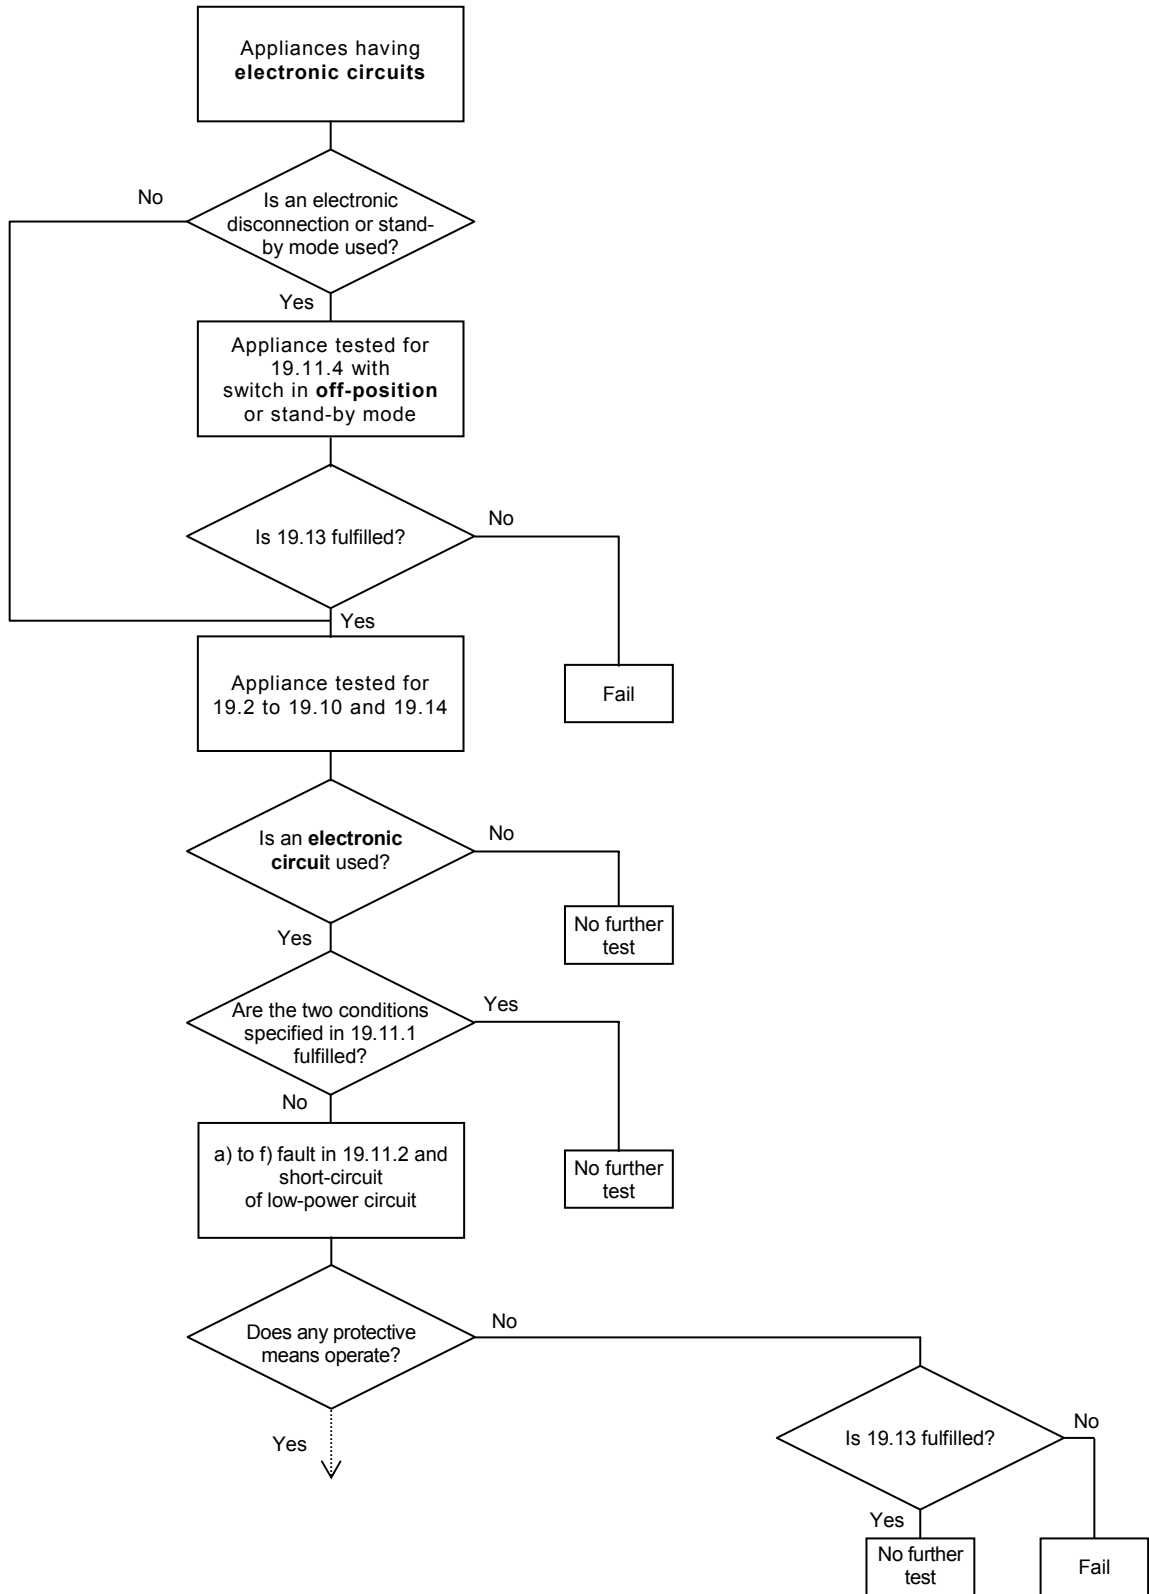 Appliances having
electronic circuits
No
Is an electronic
disconnection or stand-
by mode used?
Yes
Appliance tested for
19.11.4 with
switch in off-position
or stand-by mode
Is 19.13 fulfilled?
No
Yes
Appliance tested for
19.2 to 19.10 and 19.14
Fail
Is an electronic
circuit used?
No
No further
test
Yes
Are the two conditions
specified in 19.11.1
fulfilled?
Yes
No further
test
No
a) to f) fault in 19.11.2 and
short-circuit
of low-power circuit
Does any protective
means operate?
No
Yes
Is 19.13 fulfilled?
No
Yes
No further
test
Fail